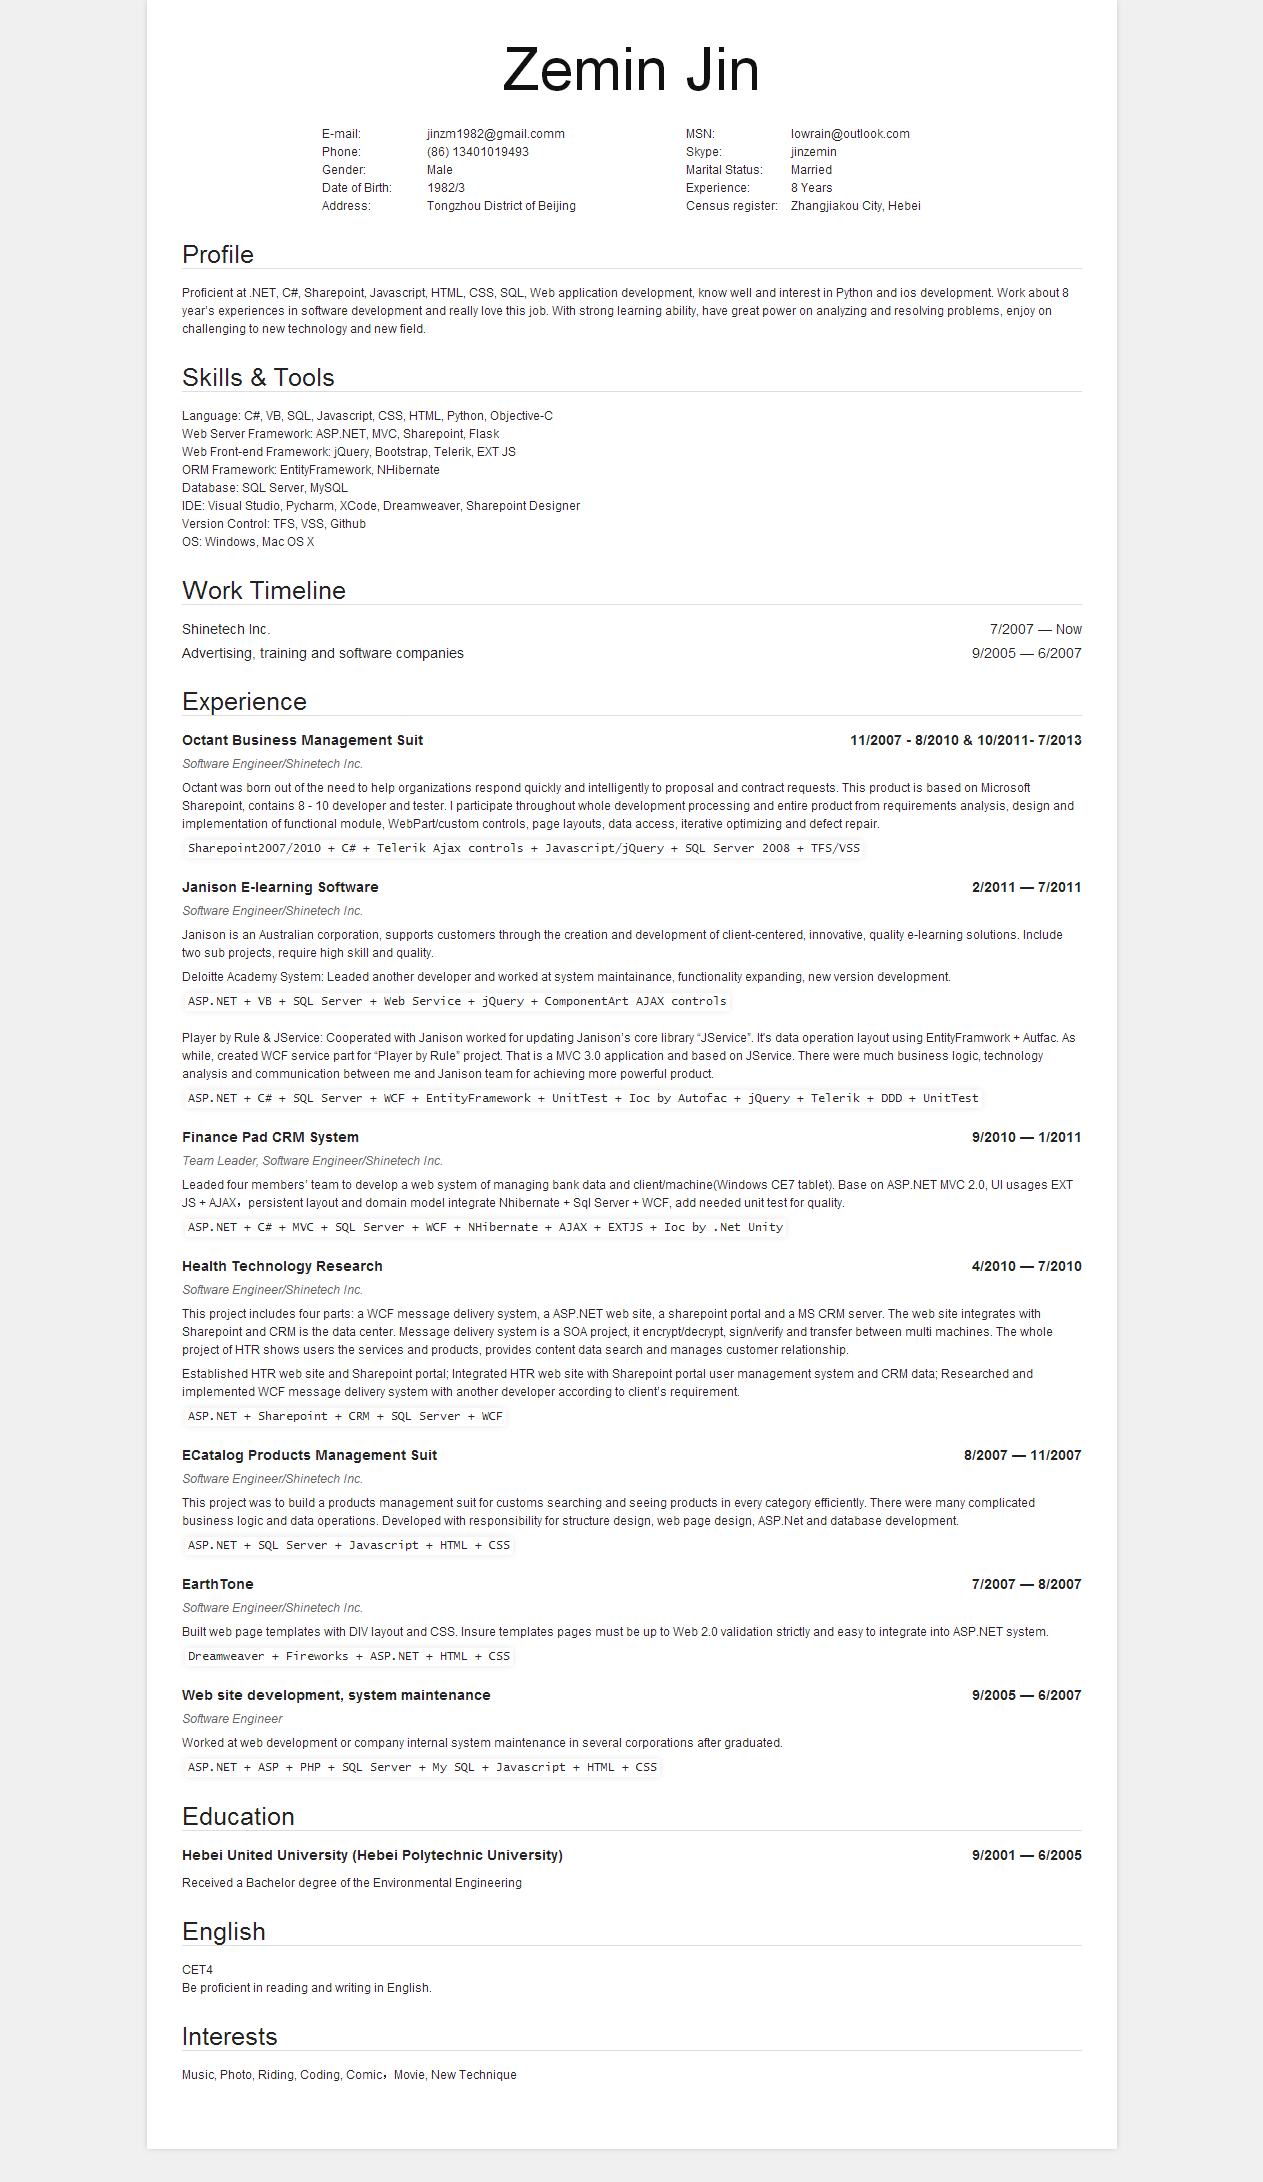 Zemin Jin
E-mail: jinzm1982@gmail.comm MSN: lowrain@outlook.com
Phone: (86) 13401019493 Skype: jinzemin
Gender: Male Marital Status: Married
Date of Birth: 1982/3 Experience: 8 Years
Address: Tongzhou District of Beijing Census register: Zhangjiakou City, Hebei
Profile
Proficient at .NET, C#, Sharepoint, Javascript, HTML, CSS, SQL, Web application development, know well and interest in Python and ios development. Work about 8
year's experiences in software development and really love this job. With strong learning ability, have great power on analyzing and resolving problems, enjoy on
challenging to new technology and new field.
Skills & Tools
Language: C#, VB, SQL, Javascript, CSS, HTML, Python, Objective-C
Web Server Framework: ASP.NET, MVC, Sharepoint, Flask
Web Front-end Framework: jQuery, Bootstrap, Telerik, EXT JS
ORM Framework: EntityFramework, NHibernate
Database: SQL Server, MySQL
IDE: Visual Studio, Pycharm, XCode, Dreamweaver, Sharepoint Designer
Version Control: TFS, VSS, Github
OS: Windows, Mac OS X
Work Timeline
Shinetech Inc. 7/2007 — Now
Advertising, training and software companies 9/2005 — 6/2007
Experience
Octant Business Management Suit 11/2007 - 8/2010 & 10/2011- 7/2013
Software Engineer/Shinetech Inc.
Octant was born out of the need to help organizations respond quickly and intelligently to proposal and contract requests. This product is based on Microsoft
Sharepoint, contains 8 - 10 developer and tester. I participate throughout whole development processing and entire product from requirements analysis, design and
implementation of functional module, WebPart/custom controls, page layouts, data access, iterative optimizing and defect repair.
Sharepoint2007/2010 + C# + Telerik Ajax controls + Javascript/jQuery + SQL Server 2008 + TFS/VSS
Janison E-learning Software 2/2011 — 7/2011
Software Engineer/Shinetech Inc.
Janison is an Australian corporation, supports customers through the creation and development of client-centered, innovative, quality e-learning solutions. Include
two sub projects, require high skill and quality.
Deloitte Academy System: Leaded another developer and worked at system maintainance, functionality expanding, new version development.
ASP.NET + VB + SQL Server + Web Service + jQuery + ComponentArt AJAX controls
Player by Rule & JService: Cooperated with Janison worked for updating Janison's core library “JService”. It's data operation layout using EntityFramwork + Autfac. As
while, created WCF service part for “Player by Rule” project. That is a MVC 3.0 application and based on JService. There were much business logic, technology
analysis and communication between me and Janison team for achieving more powerful product.
ASP.NET + C# + SQL Server + WCF + EntityFramework + UnitTest + Ioc by Autofac + jQuery + Telerik + DDD + UnitTest
Finance Pad CRM System 9/2010 — 1/2011
Team Leader, Software Engineer/Shinetech Inc.
Leaded four members' team to develop a web system of managing bank data and client/machine(Windows CE7 tablet). Base on ASP.NET MVC 2.0, UI usages EXT
JS + AJAX，persistent layout and domain model integrate Nhibernate + Sql Server + WCF, add needed unit test for quality.
ASP.NET + C# + MVC + SQL Server + WCF + NHibernate + AJAX + EXTJS + Ioc by .Net Unity
Health Technology Research 4/2010 — 7/2010
Software Engineer/Shinetech Inc.
This project includes four parts: a WCF message delivery system, a ASP.NET web site, a sharepoint portal and a MS CRM server. The web site integrates with
Sharepoint and CRM is the data center. Message delivery system is a SOA project, it encrypt/decrypt, sign/verify and transfer between multi machines. The whole
project of HTR shows users the services and products, provides content data search and manages customer relationship.
Established HTR web site and Sharepoint portal; Integrated HTR web site with Sharepoint portal user management system and CRM data; Researched and
implemented WCF message delivery system with another developer according to client's requirement.
ASP.NET + Sharepoint + CRM + SQL Server + WCF
ECatalog Products Management Suit 8/2007 — 11/2007
Software Engineer/Shinetech Inc.
This project was to build a products management suit for customs searching and seeing products in every category efficiently. There were many complicated
business logic and data operations. Developed with responsibility for structure design, web page design, ASP.Net and database development.
ASP.NET + SQL Server + Javascript + HTML + CSS
EarthTone 7/2007 — 8/2007
Software Engineer/Shinetech Inc.
Built web page templates with DIV layout and CSS. Insure templates pages must be up to Web 2.0 validation strictly and easy to integrate into ASP.NET system.
Dreamweaver + Fireworks + ASP.NET + HTML + CSS
Web site development, system maintenance 9/2005 — 6/2007
Software Engineer
Worked at web development or company internal system maintenance in several corporations after graduated.
ASP.NET + ASP + PHP + SQL Server + My SQL + Javascript + HTML + CSS
Education
Hebei United University (Hebei Polytechnic University) 9/2001 — 6/2005
Received a Bachelor degree of the Environmental Engineering
English
CET4
Be proficient in reading and writing in English.
Interests
Music, Photo, Riding, Coding, Comic，Movie, New Technique